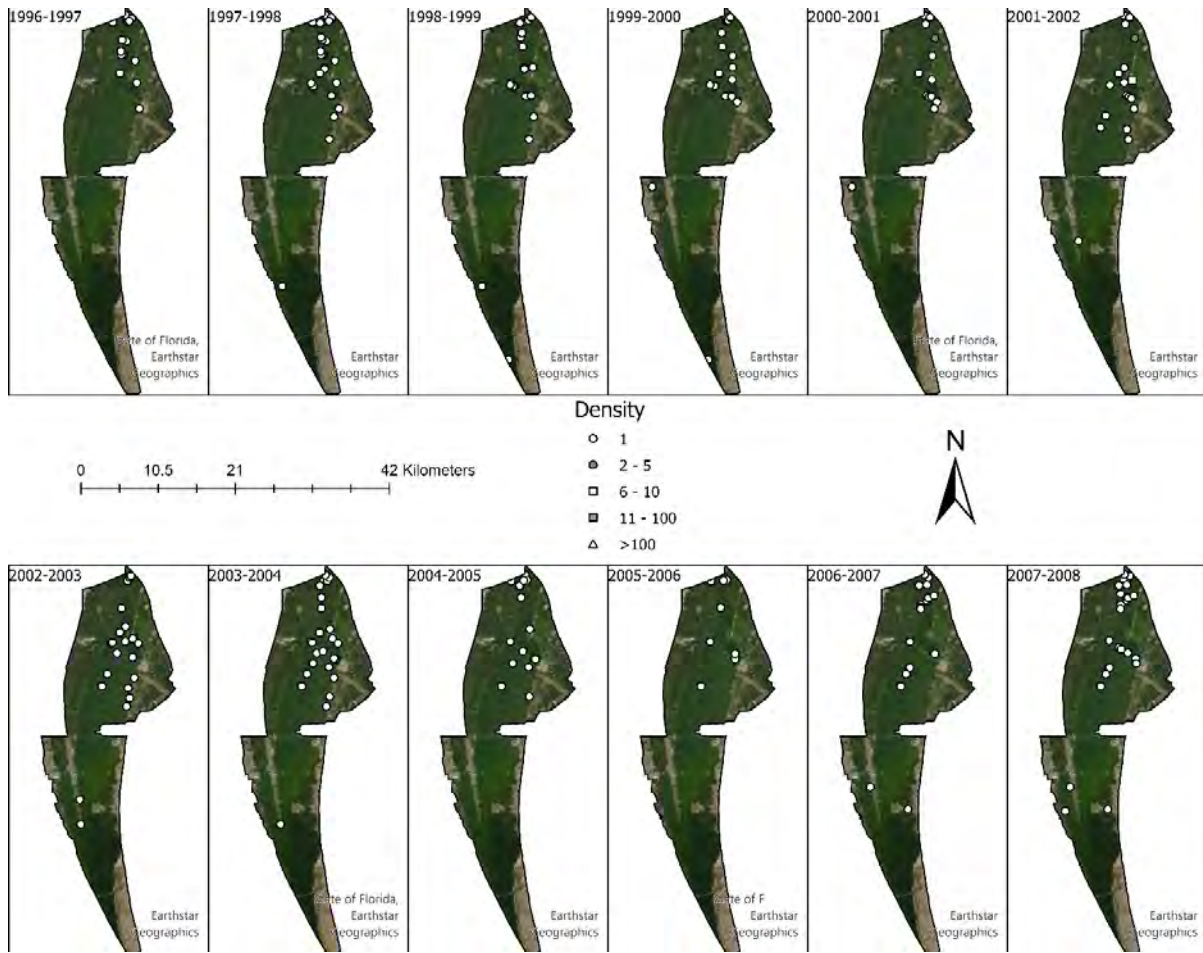 1996-1997
1997-1998
1998-1999
1999-2000
2000-2001
2001-2002
of Florida,
Earthstar
Geographics
Earthstar
Geographics
Earthstar
Geographics
Earthstar
Geographics
State of Florida,
Earthstar
Geographics
Earthstar
Geographics
Density
1
2 - 5
6 - 10
11 - 100
>100
0 10.5 21 42 Kilometers
N
2002-2003
2003-2004
2004-2005
2005-2006
2006-2007
2007-2008
Earthstar
Geographics
of Florida,
Earthstar
Geographics
Earthstar
Geographics
of F
Earthstar
Geographics
Earthstar
Geographics
Earthstar
Geographics